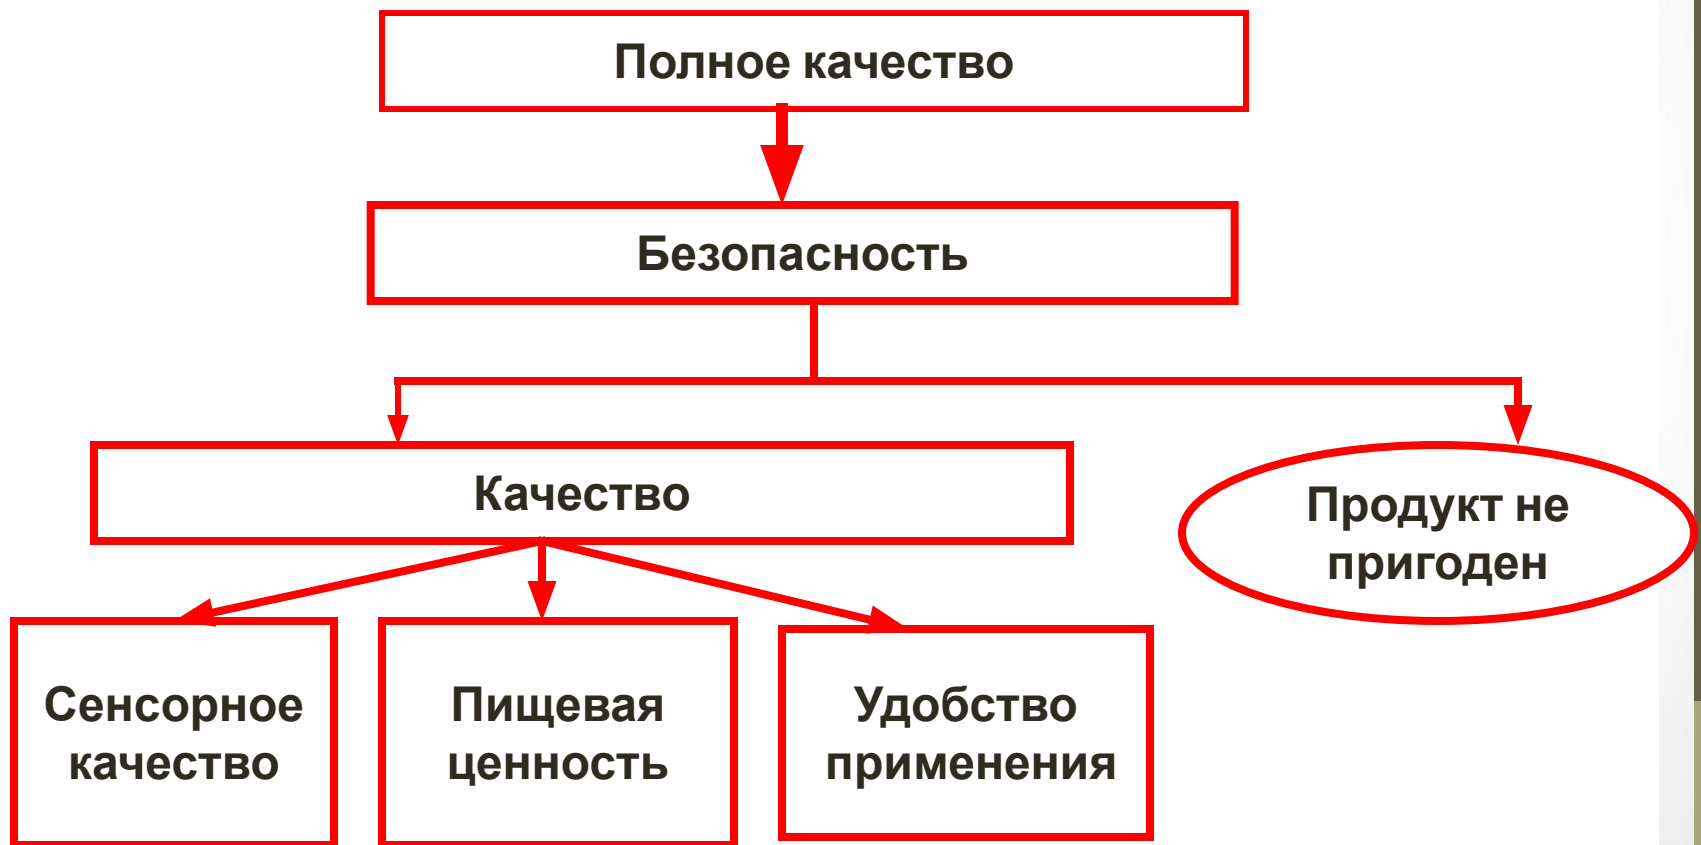 Полное качество
Безопасность
Качество
Продукт не
пригоден
Сенсорное
качество
Пищевая
ценность
Удобство
применения